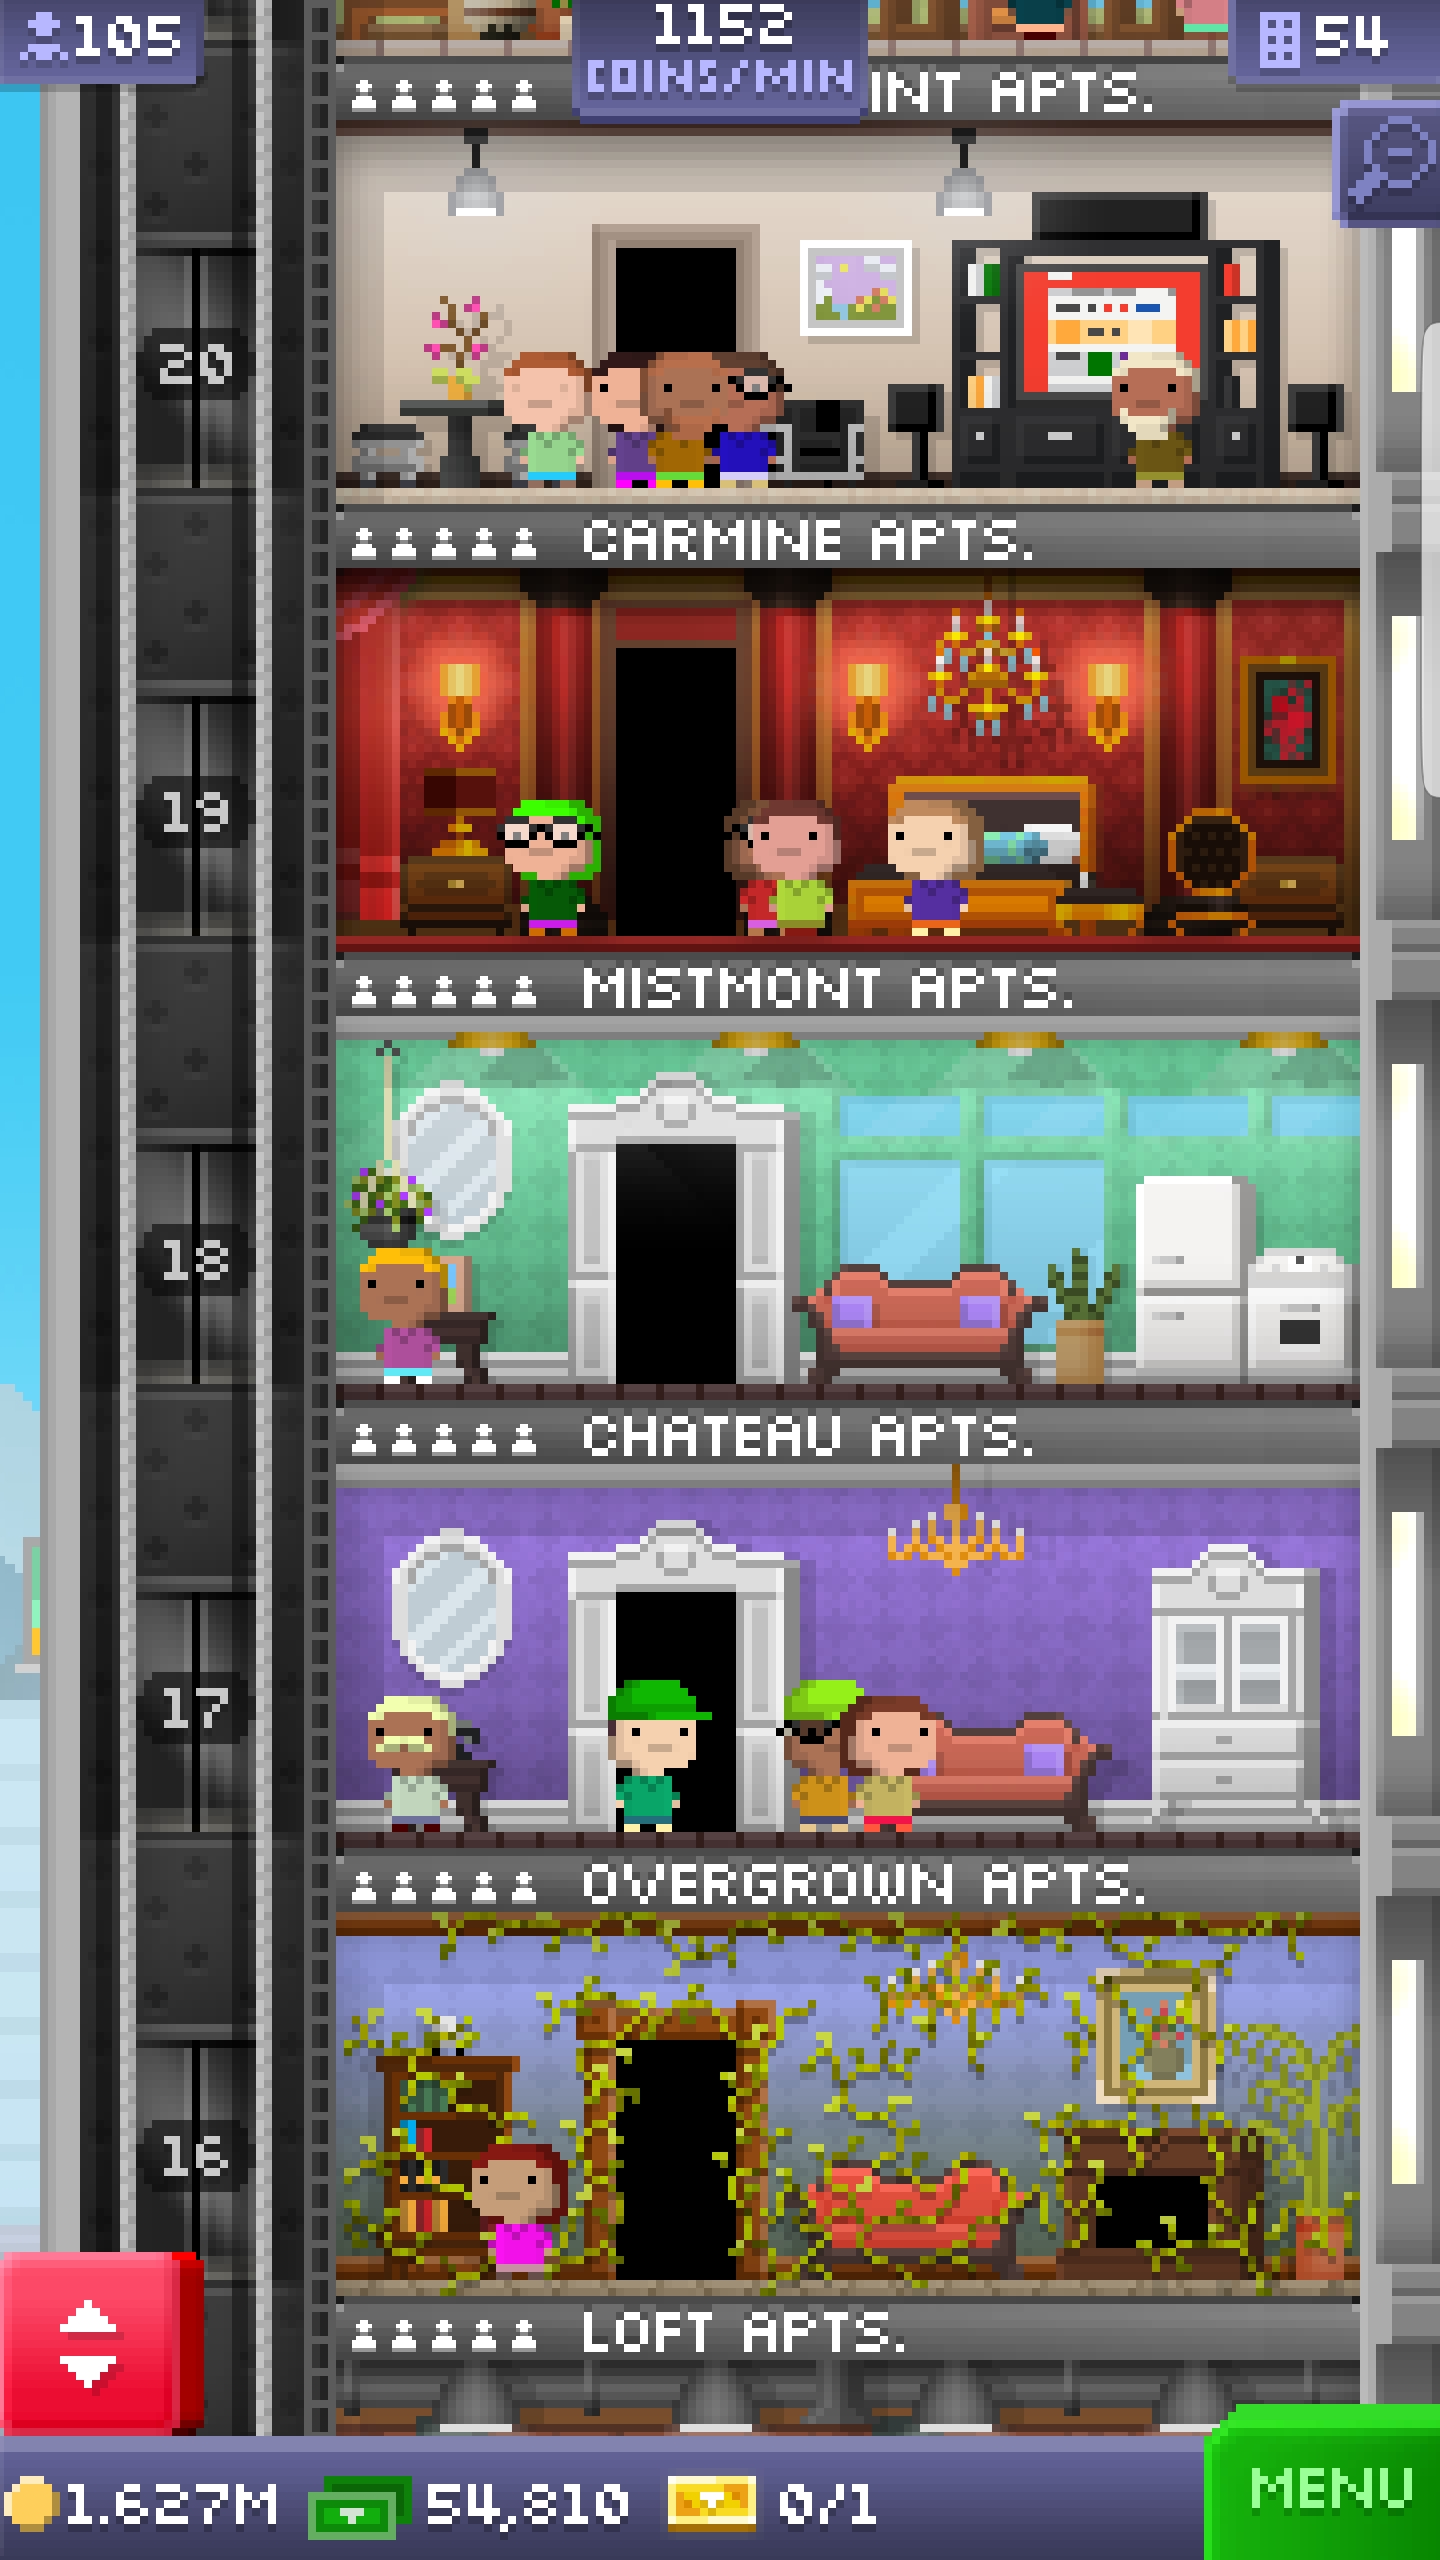 105
1152
COINS/MIN
54
INT APTS.
20
CARMINE APTS.
19
MISTMONT APTS.
18
CHATEAU APTS.
17
OVERGROWN APTS.
16
LOFT APTS.
1.627M 54,810 0/1
MENU